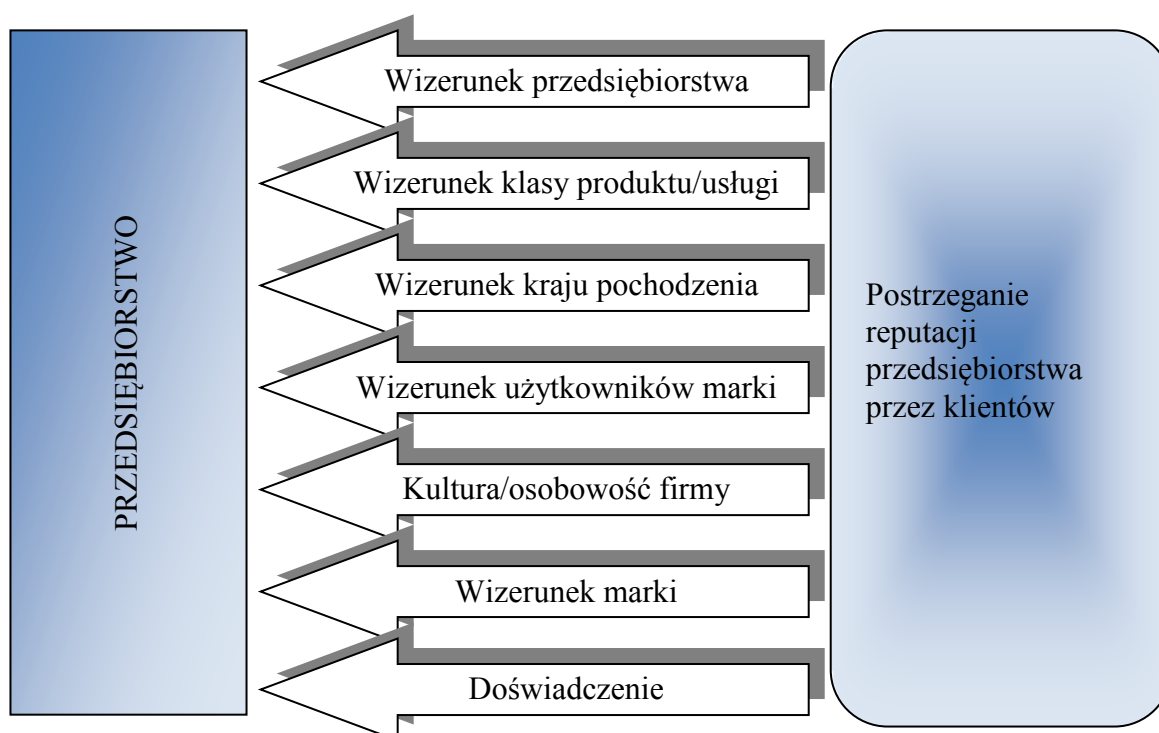 PRZEDSIĘBIORSTWO
Wizerunek przedsiębiorstwa
Wizerunek klasy produktu/usługi
Wizerunek kraju pochodzenia
Wizerunek użytkowników marki
Kultura/osobowość firmy
Wizerunek marki
Doświadczenie
Postrzeganie
reputacji
przedsiębiorstwa
przez klientów